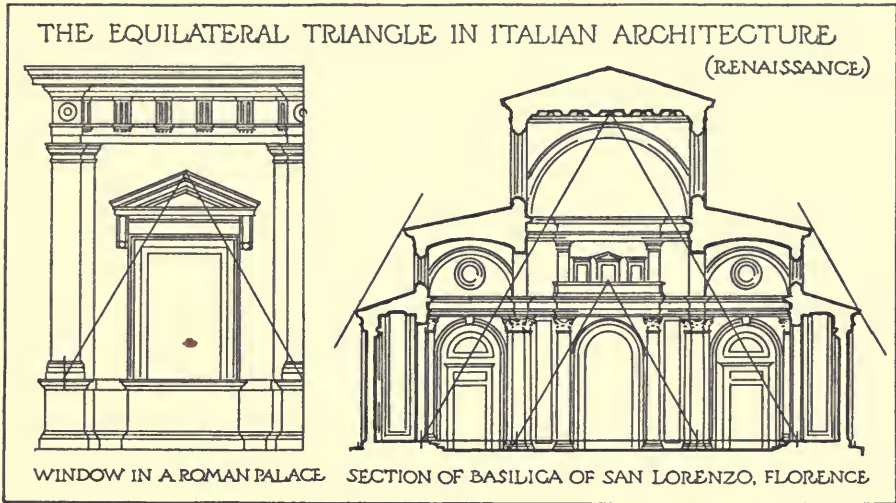 THE EQUILATERAL TRIANGLE IN ITALIAN ARCHITECTURE
(RENAISSANCE)
WINDOW IN A ROMAN PALACE
SECTION OF BASILICA OF SAN LORENZO, FLORENCE